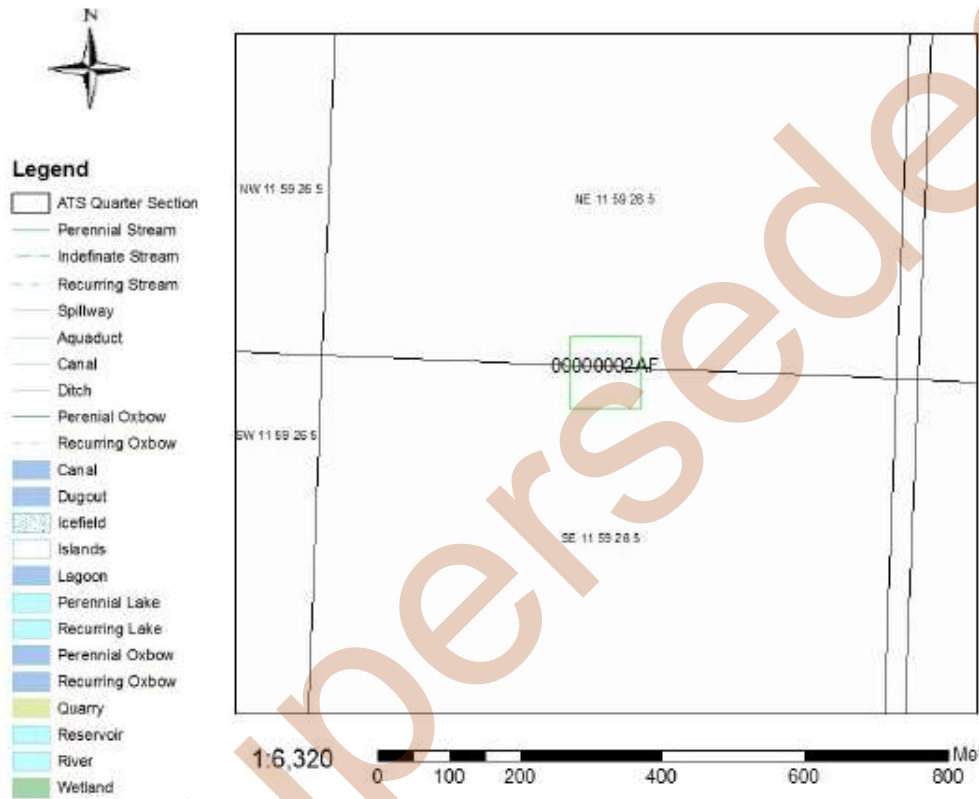 N
Legend
ATS Quarter Section
Perennial Stream
Indefinate Stream
Recurring Stream
Spillway
Aquaduct
Canal
Ditch
Perenial Oxbow
Recurring Oxbow
Canal
Dugout
Icefield
Islands
Lagoon
Perennial Lake
Recurring Lake
Perennial Oxbow
Recurring Oxbow
Quarry
Reservoir
River
Wetland
NW 11 59 26 5
NE 11 59 26 5
00000002AF
SW 11 59 26 5
SE 11 59 26 5
1:6,320
0 100 200 400 600 800
Me
upersede